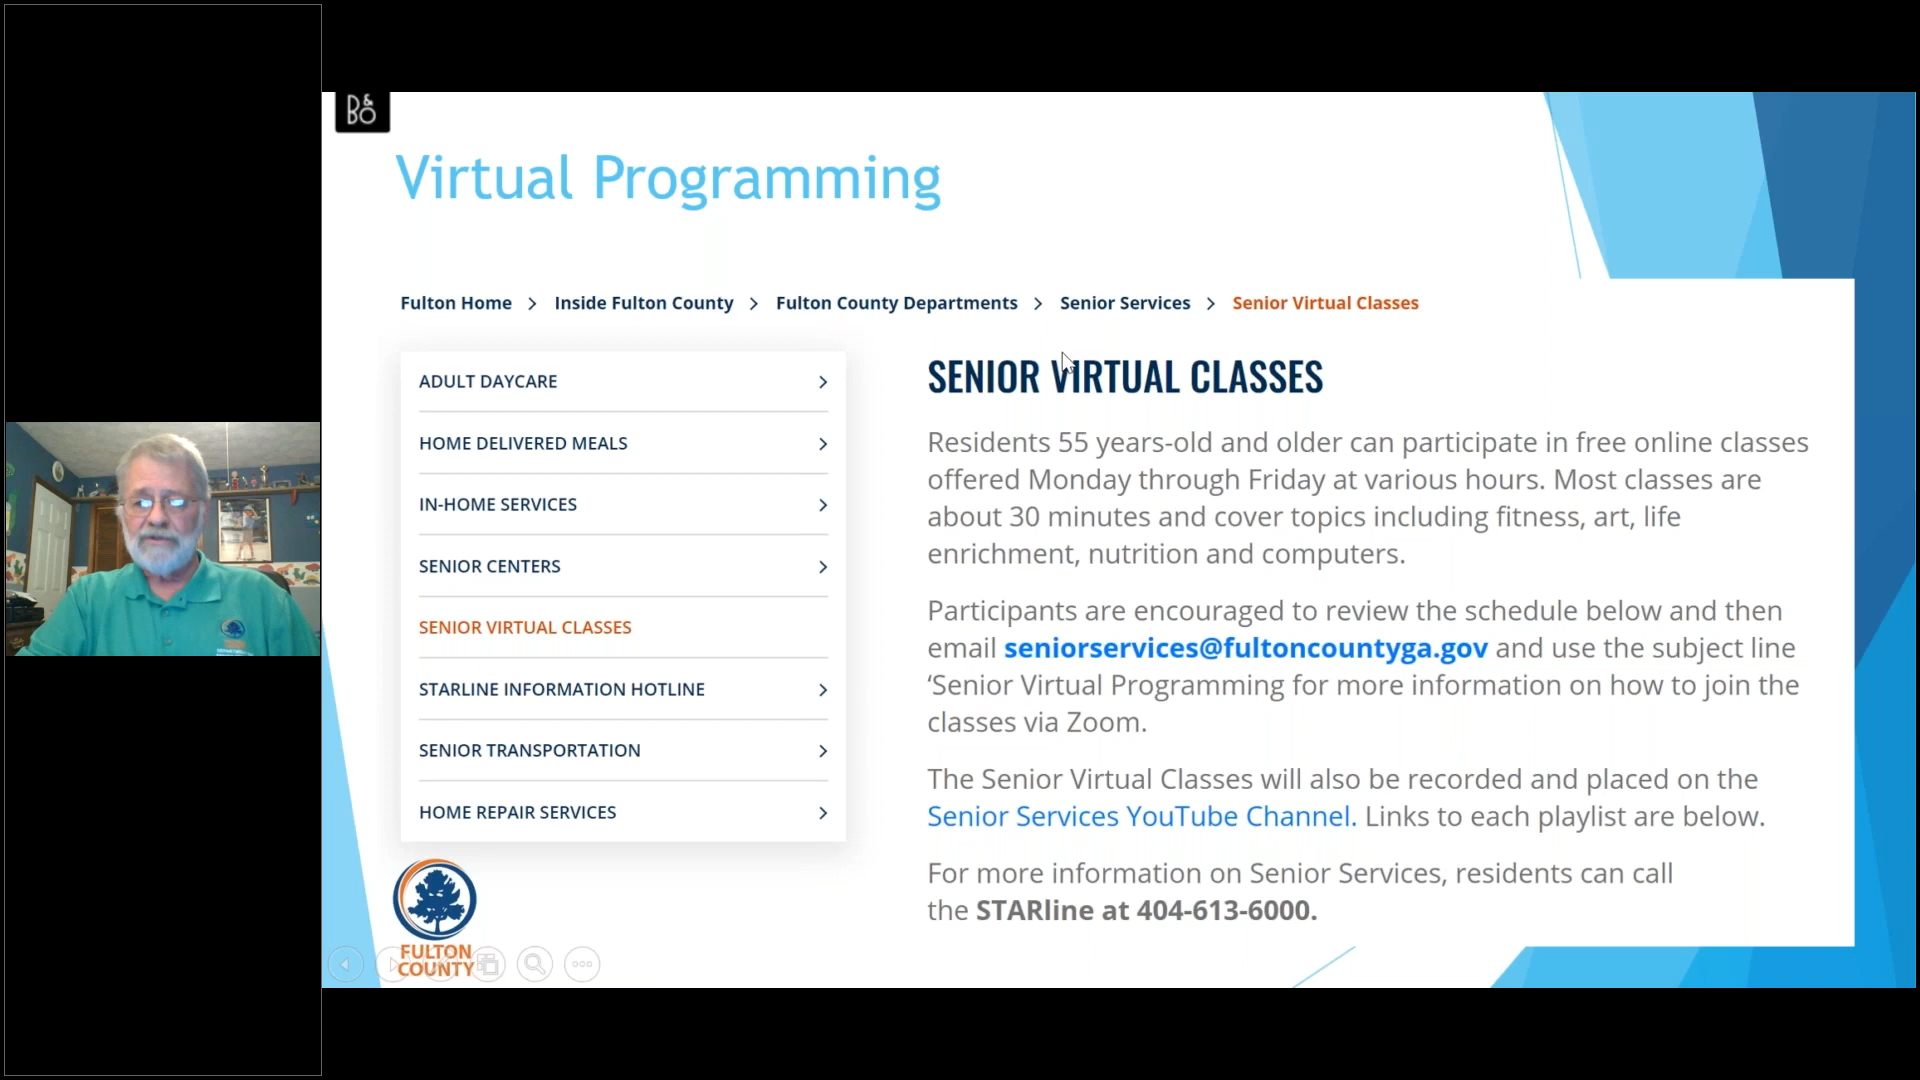 B&O
Virtual Programming
Fulton Home > Inside Fulton County > Fulton County Departments > Senior Services > Senior Virtual Classes
ADULT DAYCARE
HOME DELIVERED MEALS
IN-HOME SERVICES
SENIOR CENTERS
SENIOR VIRTUAL CLASSES
STARLINE INFORMATION HOTLINE
SENIOR TRANSPORTATION
HOME REPAIR SERVICES
SENIOR VIRTUAL CLASSES
Residents 55 years-old and older can participate in free online classes
offered Monday through Friday at various hours. Most classes are
about 30 minutes and cover topics including fitness, art, life
enrichment, nutrition and computers.
Participants are encouraged to review the schedule below and then
email seniorservices@fultoncountyga.gov and use the subject line
‘Senior Virtual Programming for more information on how to join the
classes via Zoom.
The Senior Virtual Classes will also be recorded and placed on the
Senior Services YouTube Channel. Links to each playlist are below.
For more information on Senior Services, residents can call
the STARline at 404-613-6000.
FULTON
COUNTY